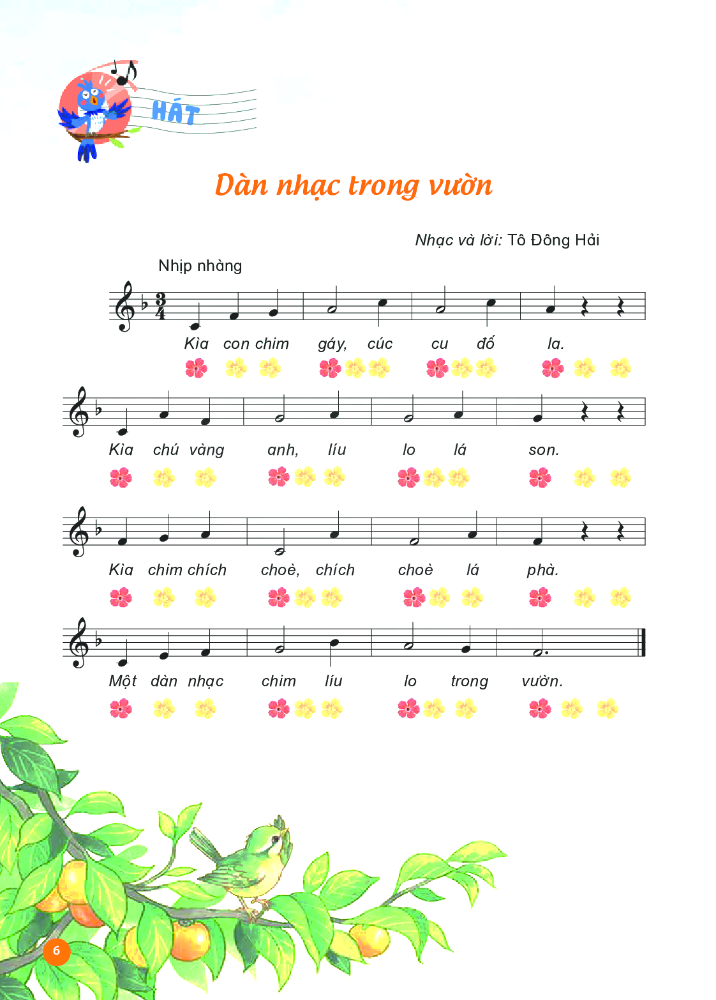 HÁT
Dàn nhạc trong vườn
Nhạc và lời: Tô Đông Hải
Nhịp nhàng
3
4
Kìa con chim gáy, cúc cu đố la.
Kìa chú vàng anh, líu lo lá son.
Kìa chim chích choè, chích choè lá phà.
Một dàn nhạc chim líu lo trong vườn.
6